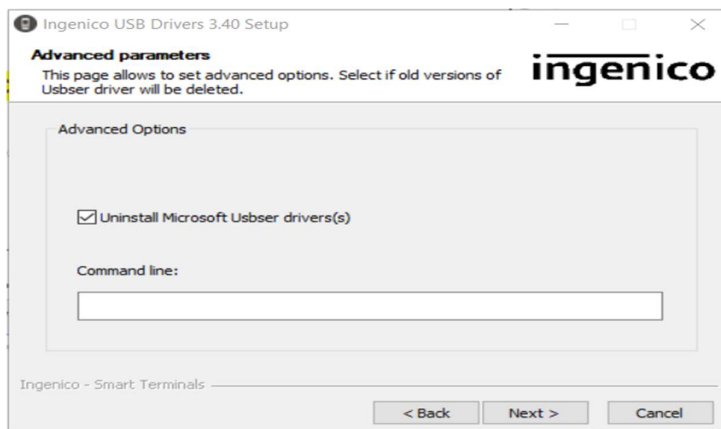 Ingenico USB Drivers 3.40 Setup
Advanced parameters
This page allows to set advanced options. Select if old versions of
Usbser driver will be deleted.
ingenico
Advanced Options
Uninstall Microsoft Usbser drivers(s)
Command line:
Ingenico - Smart Terminals
< Back
Next >
Cancel